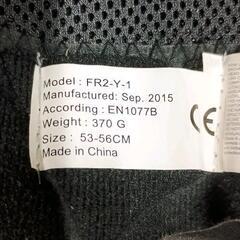 Model : FR2-Y-1
Manufactured: Sep. 2015
According : EN1077B
Weight : 370 G
Size : 53-56CM
Made in China
CE